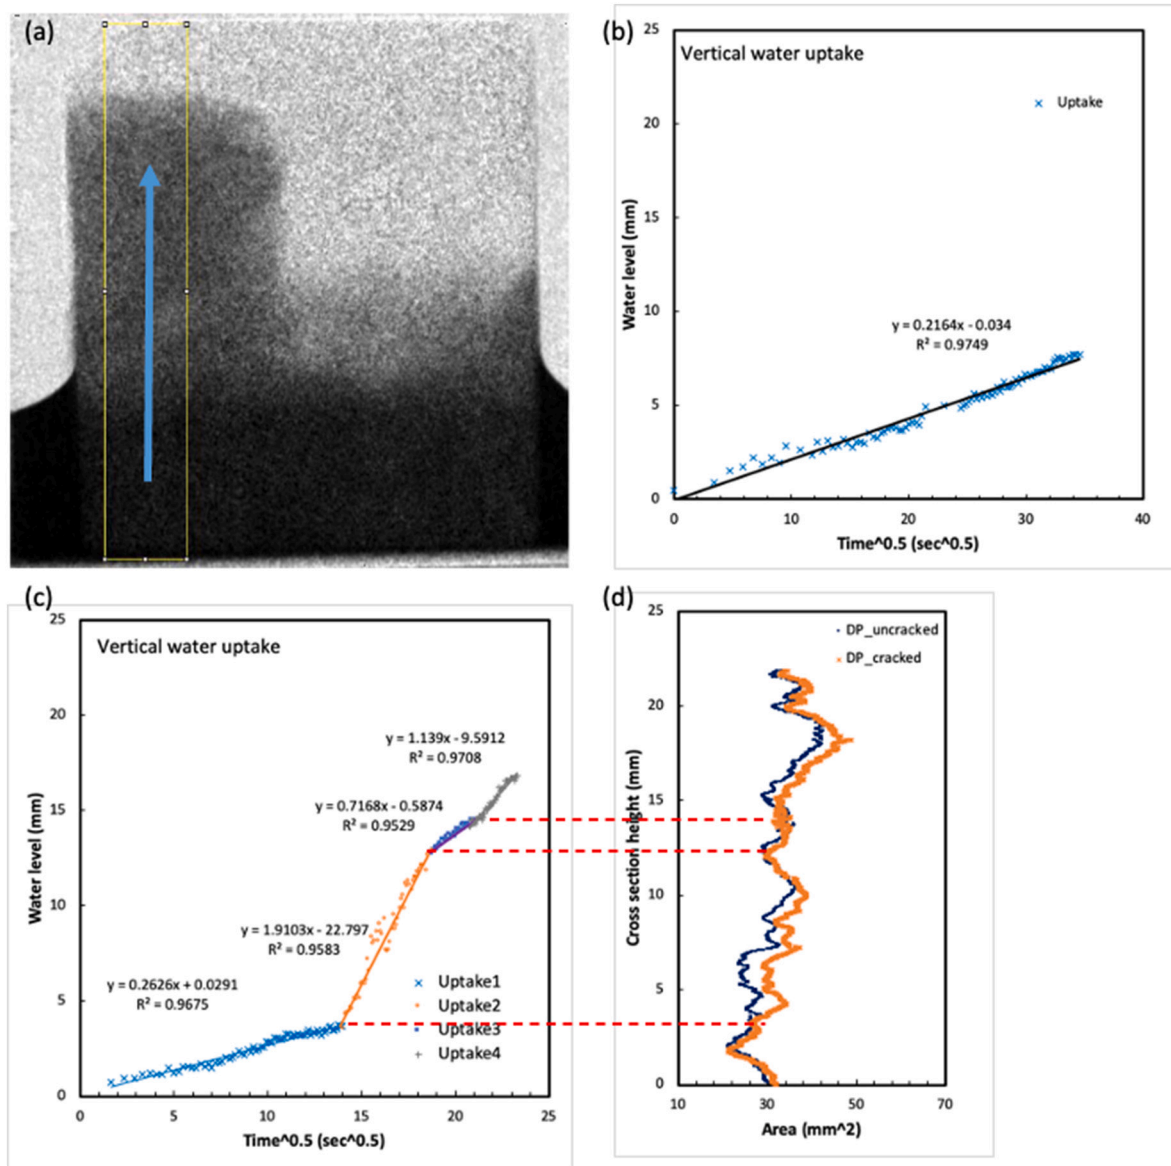 (a)
(b)
Vertical water uptake
Uptake
y = 0.2164x - 0.034
R² = 0.9749
Water level (mm)
25
20
15
10
5
0
0 10 20 30 40
Time^0.5 (sec^0.5)
(c)
Vertical water uptake
y = 1.139x - 9.5912
R² = 0.9708
y = 0.7168x - 0.5874
R² = 0.9529
y = 1.9103x - 22.797
R² = 0.9583
y = 0.2626x + 0.0291
R² = 0.9675
Uptake1
Uptake2
Uptake3
Uptake4
Water level (mm)
25
20
15
10
5
0
0 5 10 15 20 25
Time^0.5 (sec^0.5)
(d)
DP_uncracked
DP_cracked
Cross section height (mm)
25
20
15
10
5
0
10 30 50 70
Area (mm^2)